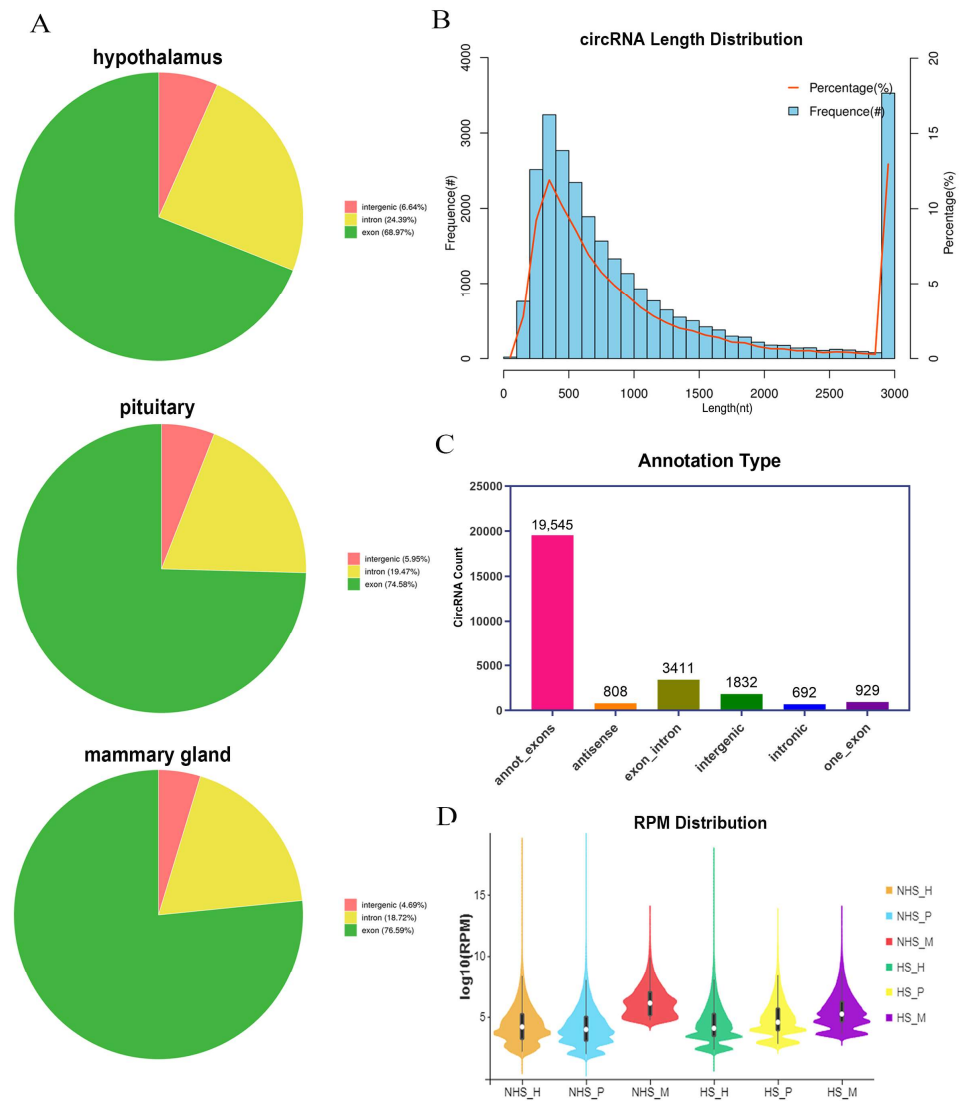 A
hypothalamus
intergenic (6.64%)
intron (24.39%)
exon (68.97%)
pituitary
intergenic (5.95%)
intron (19.47%)
exon (74.58%)
mammary gland
intergenic (4.69%)
intron (18.72%)
exon (76.59%)
B
circRNA Length Distribution
Percentage(%)
Frequence(#)
Frequence(#)
4000
3000
2000
1000
0
Percentage(%)
20
15
10
5
0
0 500 1000 1500 2000 2500 3000
Length(nt)
C
Annotation Type
CircRNA Count
25000
20000
15000
10000
5000
0
19,545
808
3411
1832
692
929
annot_exons
antisense
exon_intron
intergenic
intronic
one_exon
D
RPM Distribution
log10(RPM)
15
10
5
NHS_H NHS_P NHS_M HS_H HS_P HS_M
NHS_H
NHS_P
NHS_M
HS_H
HS_P
HS_M